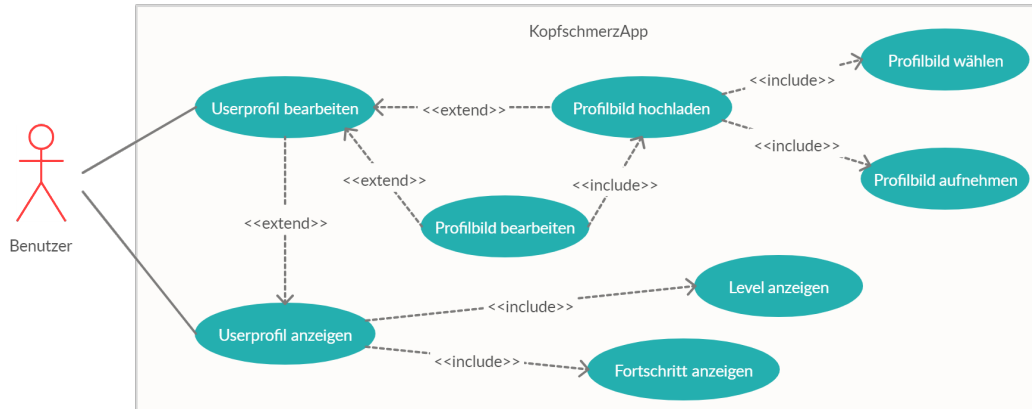 KopfschmerzApp
Profilbild wählen
<<include>>
Userprofil bearbeiten
<<extend>>
Profilbild hochladen
<<include>>
Profilbild aufnehmen
<<extend>>
<<include>>
<<extend>>
Profilbild bearbeiten
Benutzer
Level anzeigen
<<include>>
Userprofil anzeigen
<<include>>
Fortschritt anzeigen